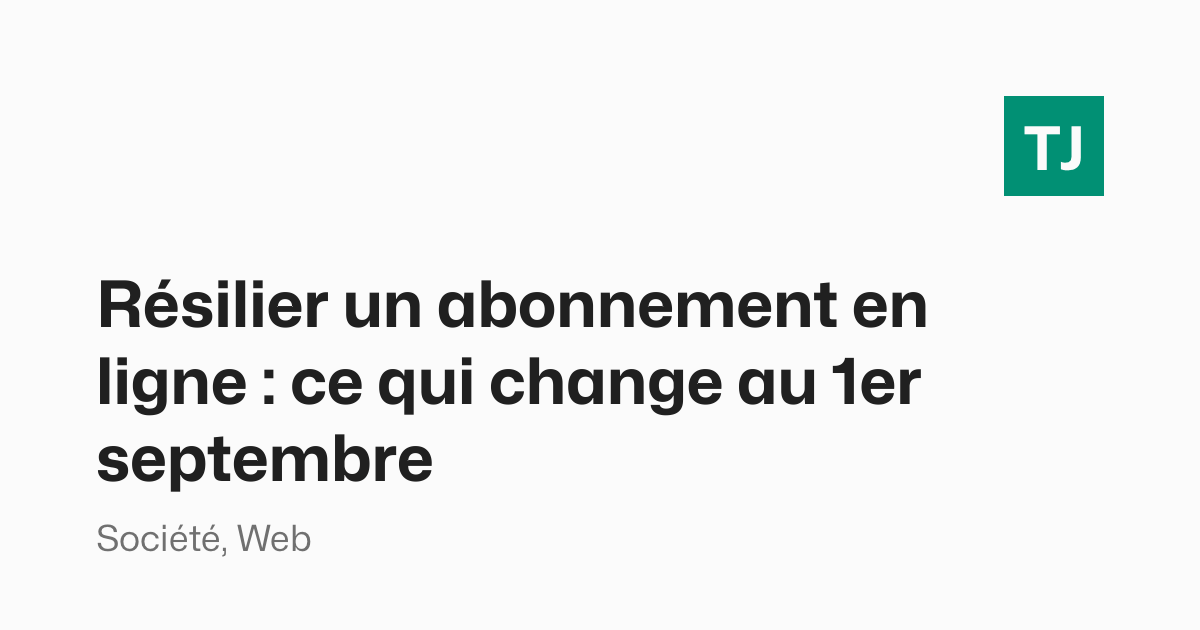 TJ
Résilier un abonnement en
ligne : ce qui change au 1er
septembre
Société, Web